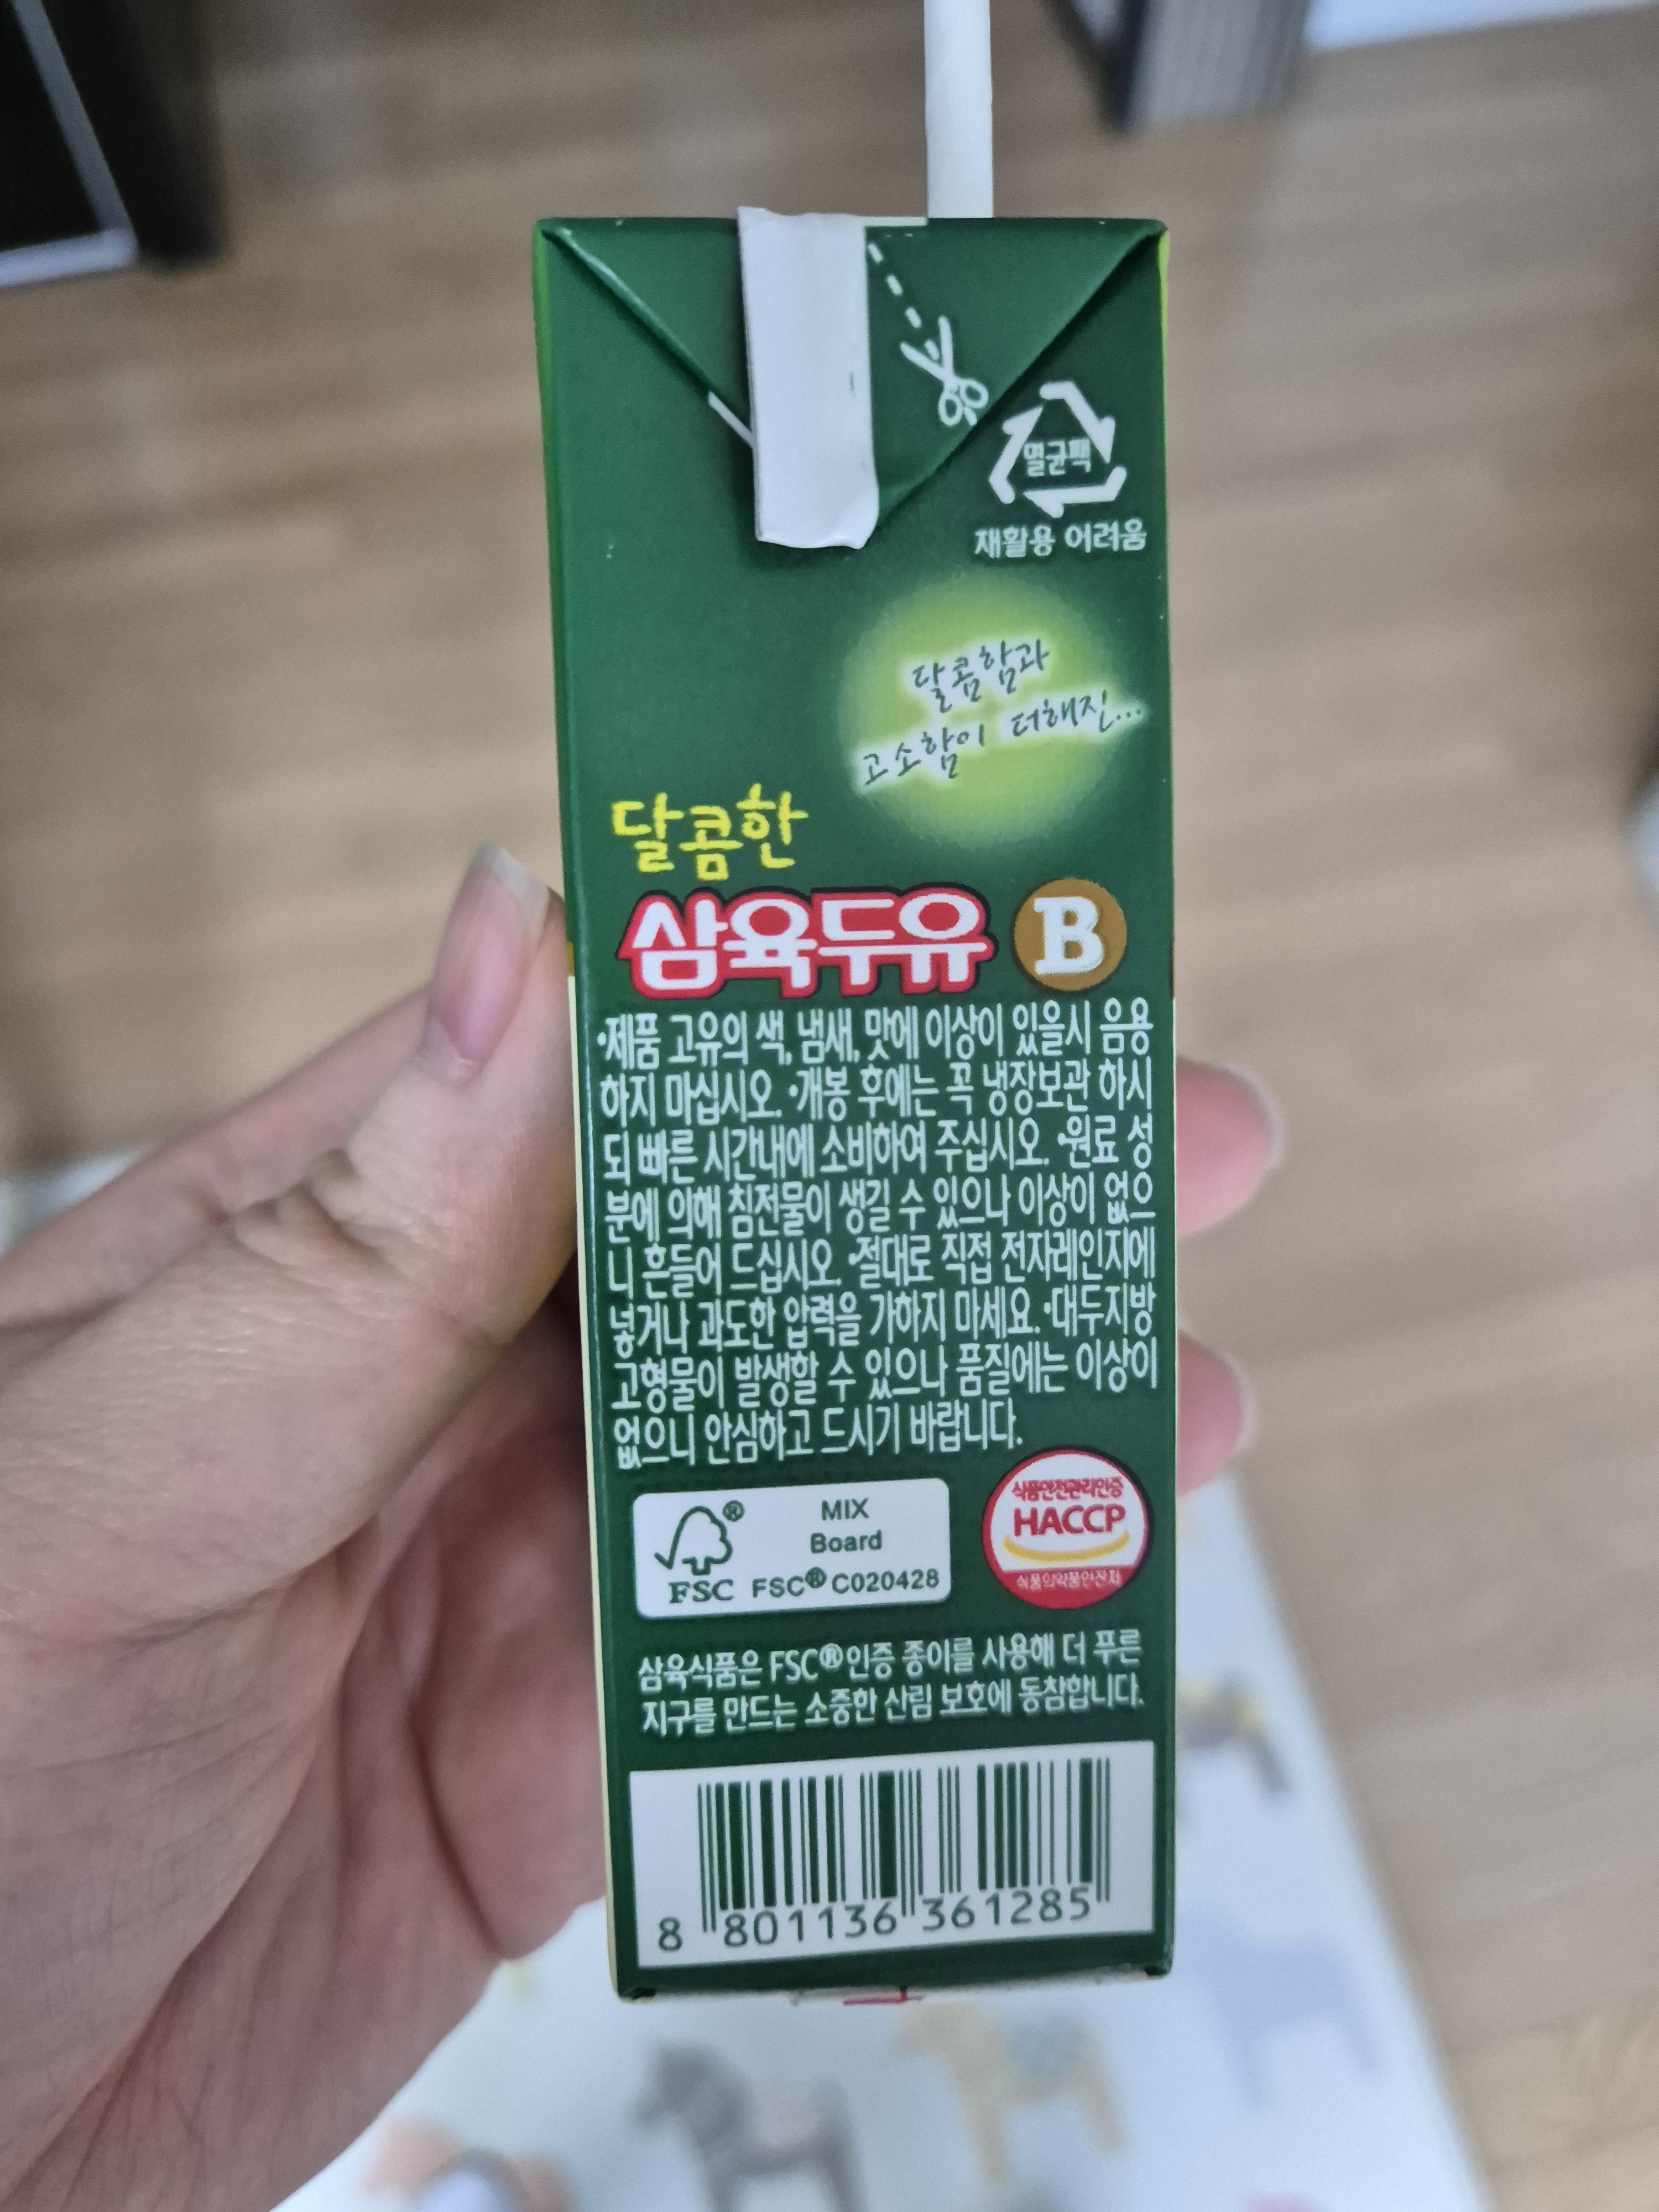 멸균팩
재활용 어려움
달콤함과
고소함이 더해진...
달콤한
삼육두유 B
•제품 고유의 색, 냄새, 맛에 이상이 있을시 음용
하지 마십시오. •개봉 후에는 꼭 냉장보관 하시
되 빠른 시간내에 소비하여 주십시오. •원료 성
분에 의해 침전물이 생길 수 있으나 이상이 없으
니 흔들어 드십시오. •절대로 직접 전자레인지에
넣거나 과도한 압력을 가하지 마세요. •대두지방
고형물이 발생할 수 있으나 품질에는 이상이
없으니 안심하고 드시기 바랍니다.
MIX
Board
FSC FSC® C020428
식품안전관리인증
HACCP
식품의약품안전처
삼육식품은 FSC® 인증 종이를 사용해 더 푸른
지구를 만드는 소중한 산림 보호에 동참합니다.
8 801136 361285